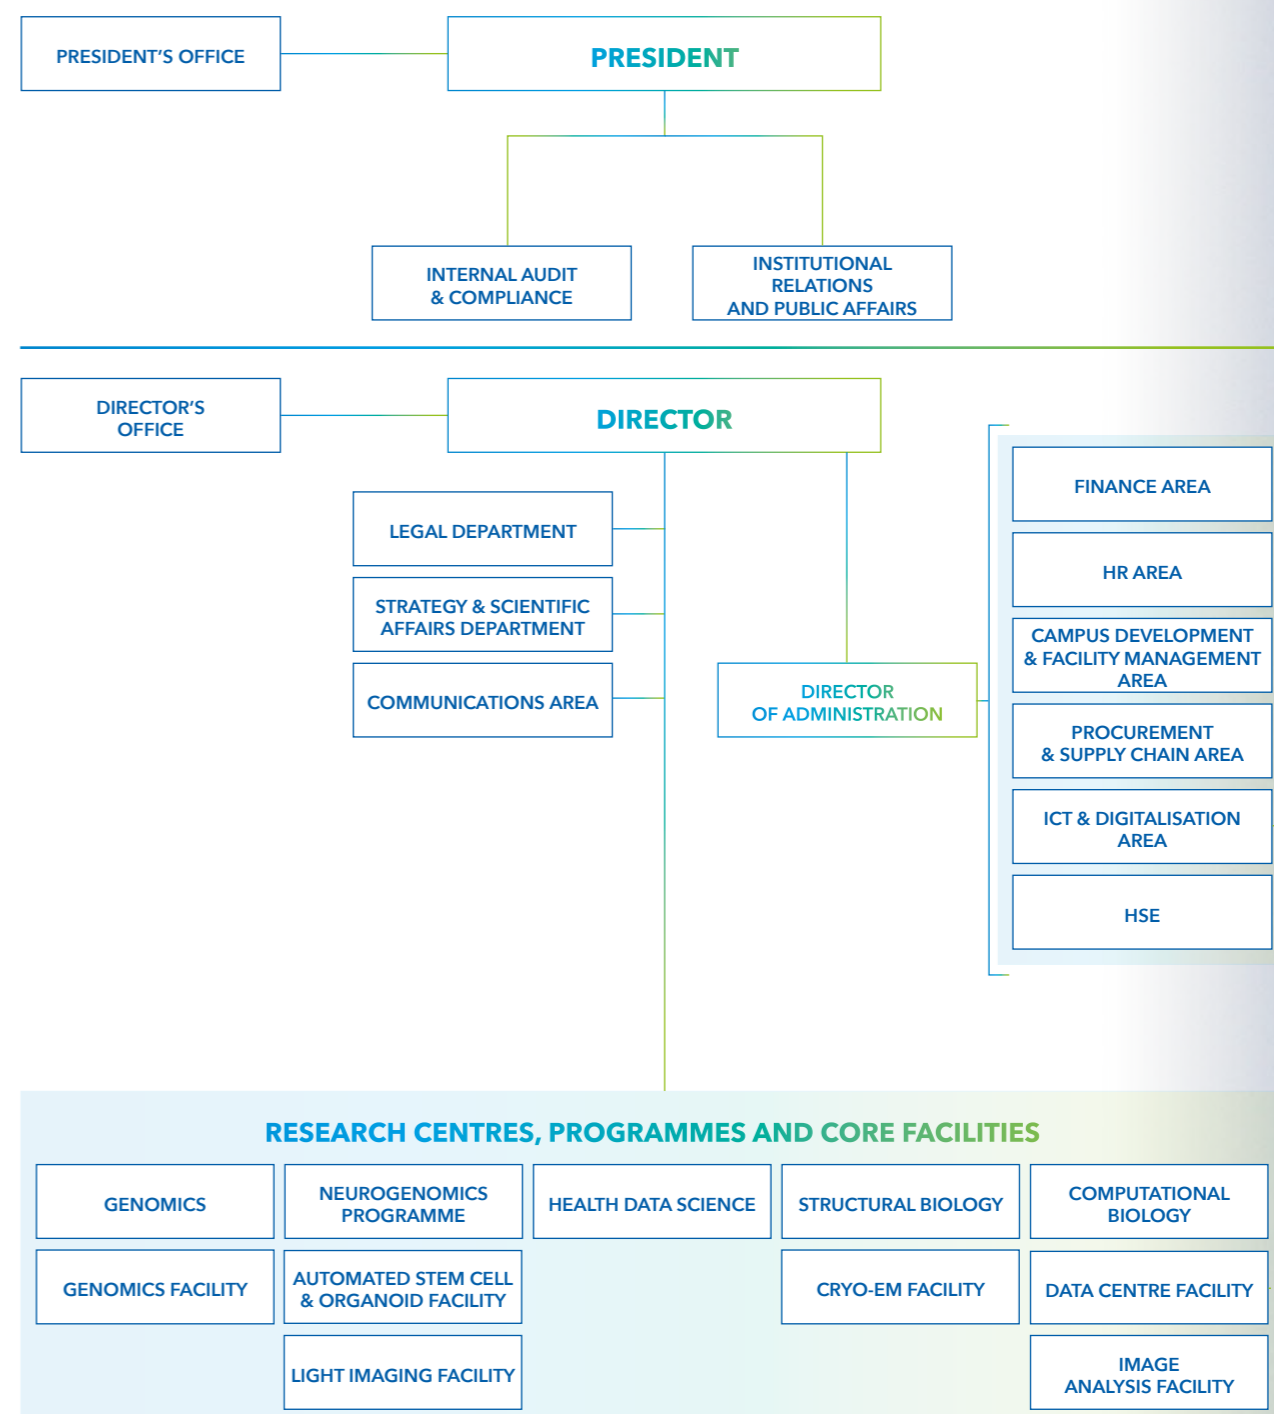 PRESIDENT'S OFFICE
PRESIDENT
INTERNAL AUDIT
& COMPLIANCE
INSTITUTIONAL
RELATIONS
AND PUBLIC AFFAIRS
DIRECTOR'S
OFFICE
DIRECTOR
LEGAL DEPARTMENT
STRATEGY & SCIENTIFIC
AFFAIRS DEPARTMENT
COMMUNICATIONS AREA
DIRECTOR
OF ADMINISTRATION
FINANCE AREA
HR AREA
CAMPUS DEVELOPMENT
& FACILITY MANAGEMENT
AREA
PROCUREMENT
& SUPPLY CHAIN AREA
ICT & DIGITALISATION
AREA
HSE
RESEARCH CENTRES, PROGRAMMES AND CORE FACILITIES
GENOMICS
NEUROGENOMICS
PROGRAMME
HEALTH DATA SCIENCE
STRUCTURAL BIOLOGY
COMPUTATIONAL
BIOLOGY
GENOMICS FACILITY
AUTOMATED STEM CELL
& ORGANOID FACILITY
CRYO-EM FACILITY
DATA CENTRE FACILITY
LIGHT IMAGING FACILITY
IMAGE
ANALYSIS FACILITY